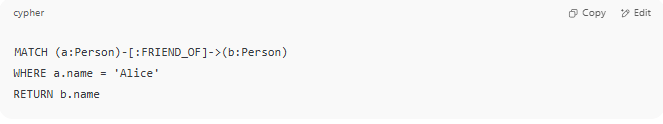 cypher Copy Edit
MATCH (a:Person)-[:FRIEND_OF]->(b:Person)
WHERE a.name = 'Alice'
RETURN b.name